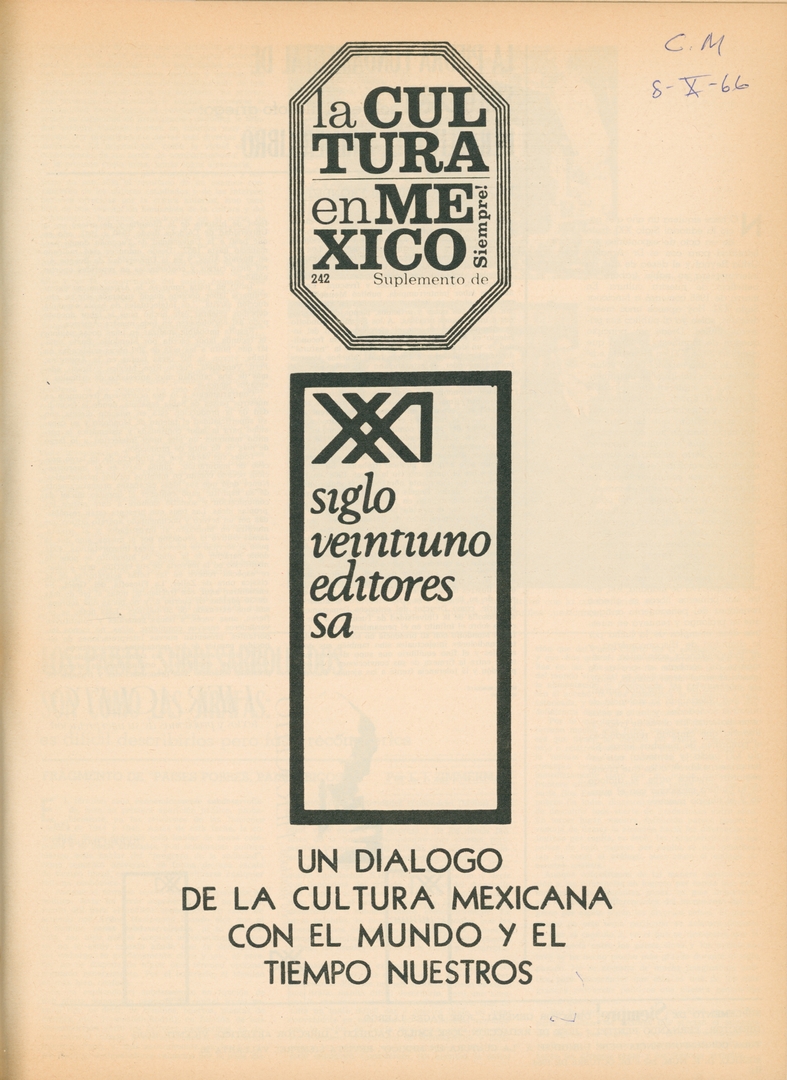 C.M
8-X-66
la CUL
TURA
en ME
XICO
Siempre!
242 Suplemento de
XXI
siglo
veintiuno
editores
sa
UN DIALOGO
DE LA CULTURA MEXICANA
CON EL MUNDO Y EL
TIEMPO NUESTROS